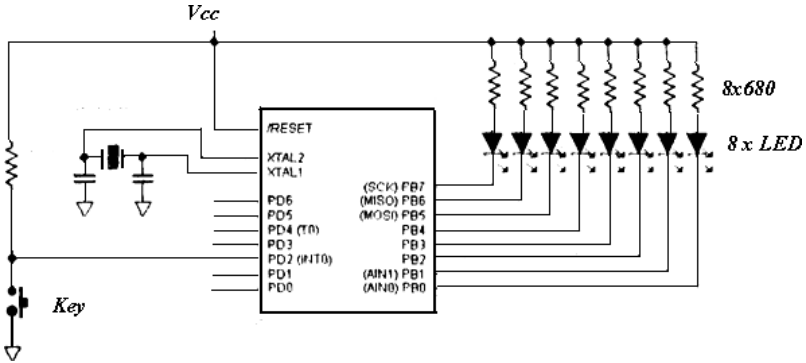 Vcc
8x680
8 x LED
/RESET
XTAL2
XTAL1
PD6
PD5
PD4 (T0)
PD3
PD2 (INT0)
PD1
PD0
(SCK) PB7
(MISO) PB6
(MOSI) PB5
PB4
PB3
PB2
(AIN1) PB1
(AIN0) PB0
Key